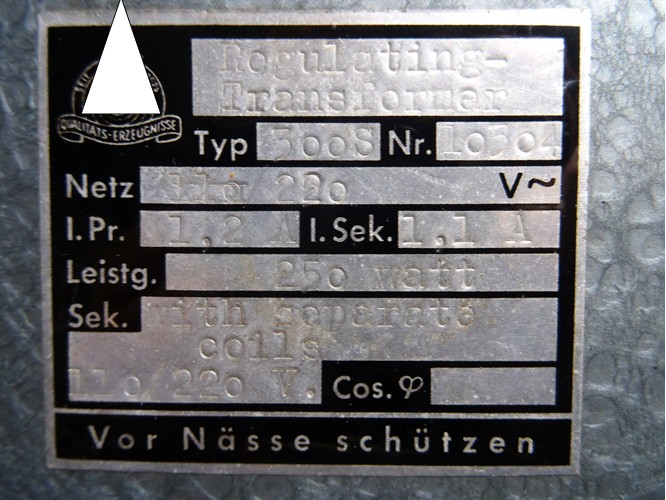 Regulating-
Transformer
QUALITÄTS-ERZEUGNISSE
Typ 300S Nr. 10304
Netz 110 220 V~
I.Pr. 1,2 A I.Sek. 1,1 A
Leistg. 250 watt
Sek. with separate
coils
110/220 V. Cos.φ
Vor Nässe schützen